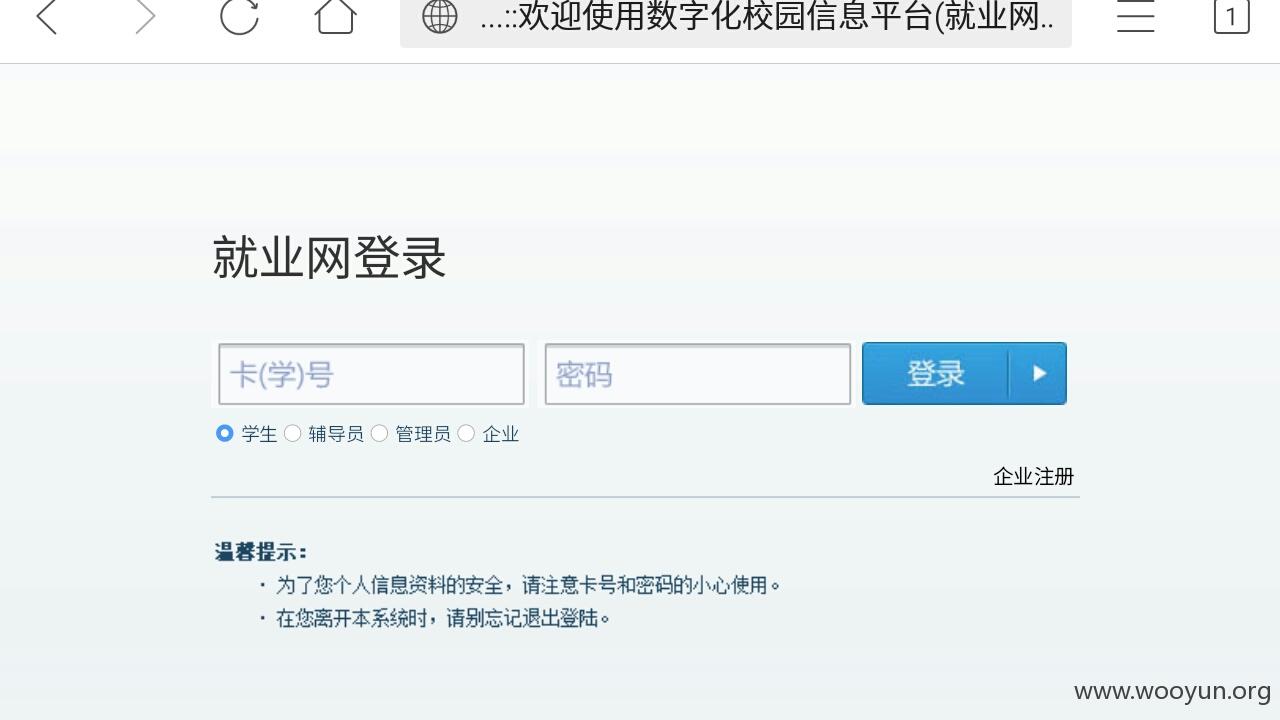 ...::欢迎使用数字化校园信息平台(就业网..
1
就业网登录
卡(学)号
密码
登录
学生 辅导员 管理员 企业
企业注册
温馨提示：
· 为了您个人信息资料的安全，请注意卡号和密码的小心使用。
· 在您离开本系统时，请别忘记退出登陆。
www.wooyun.org